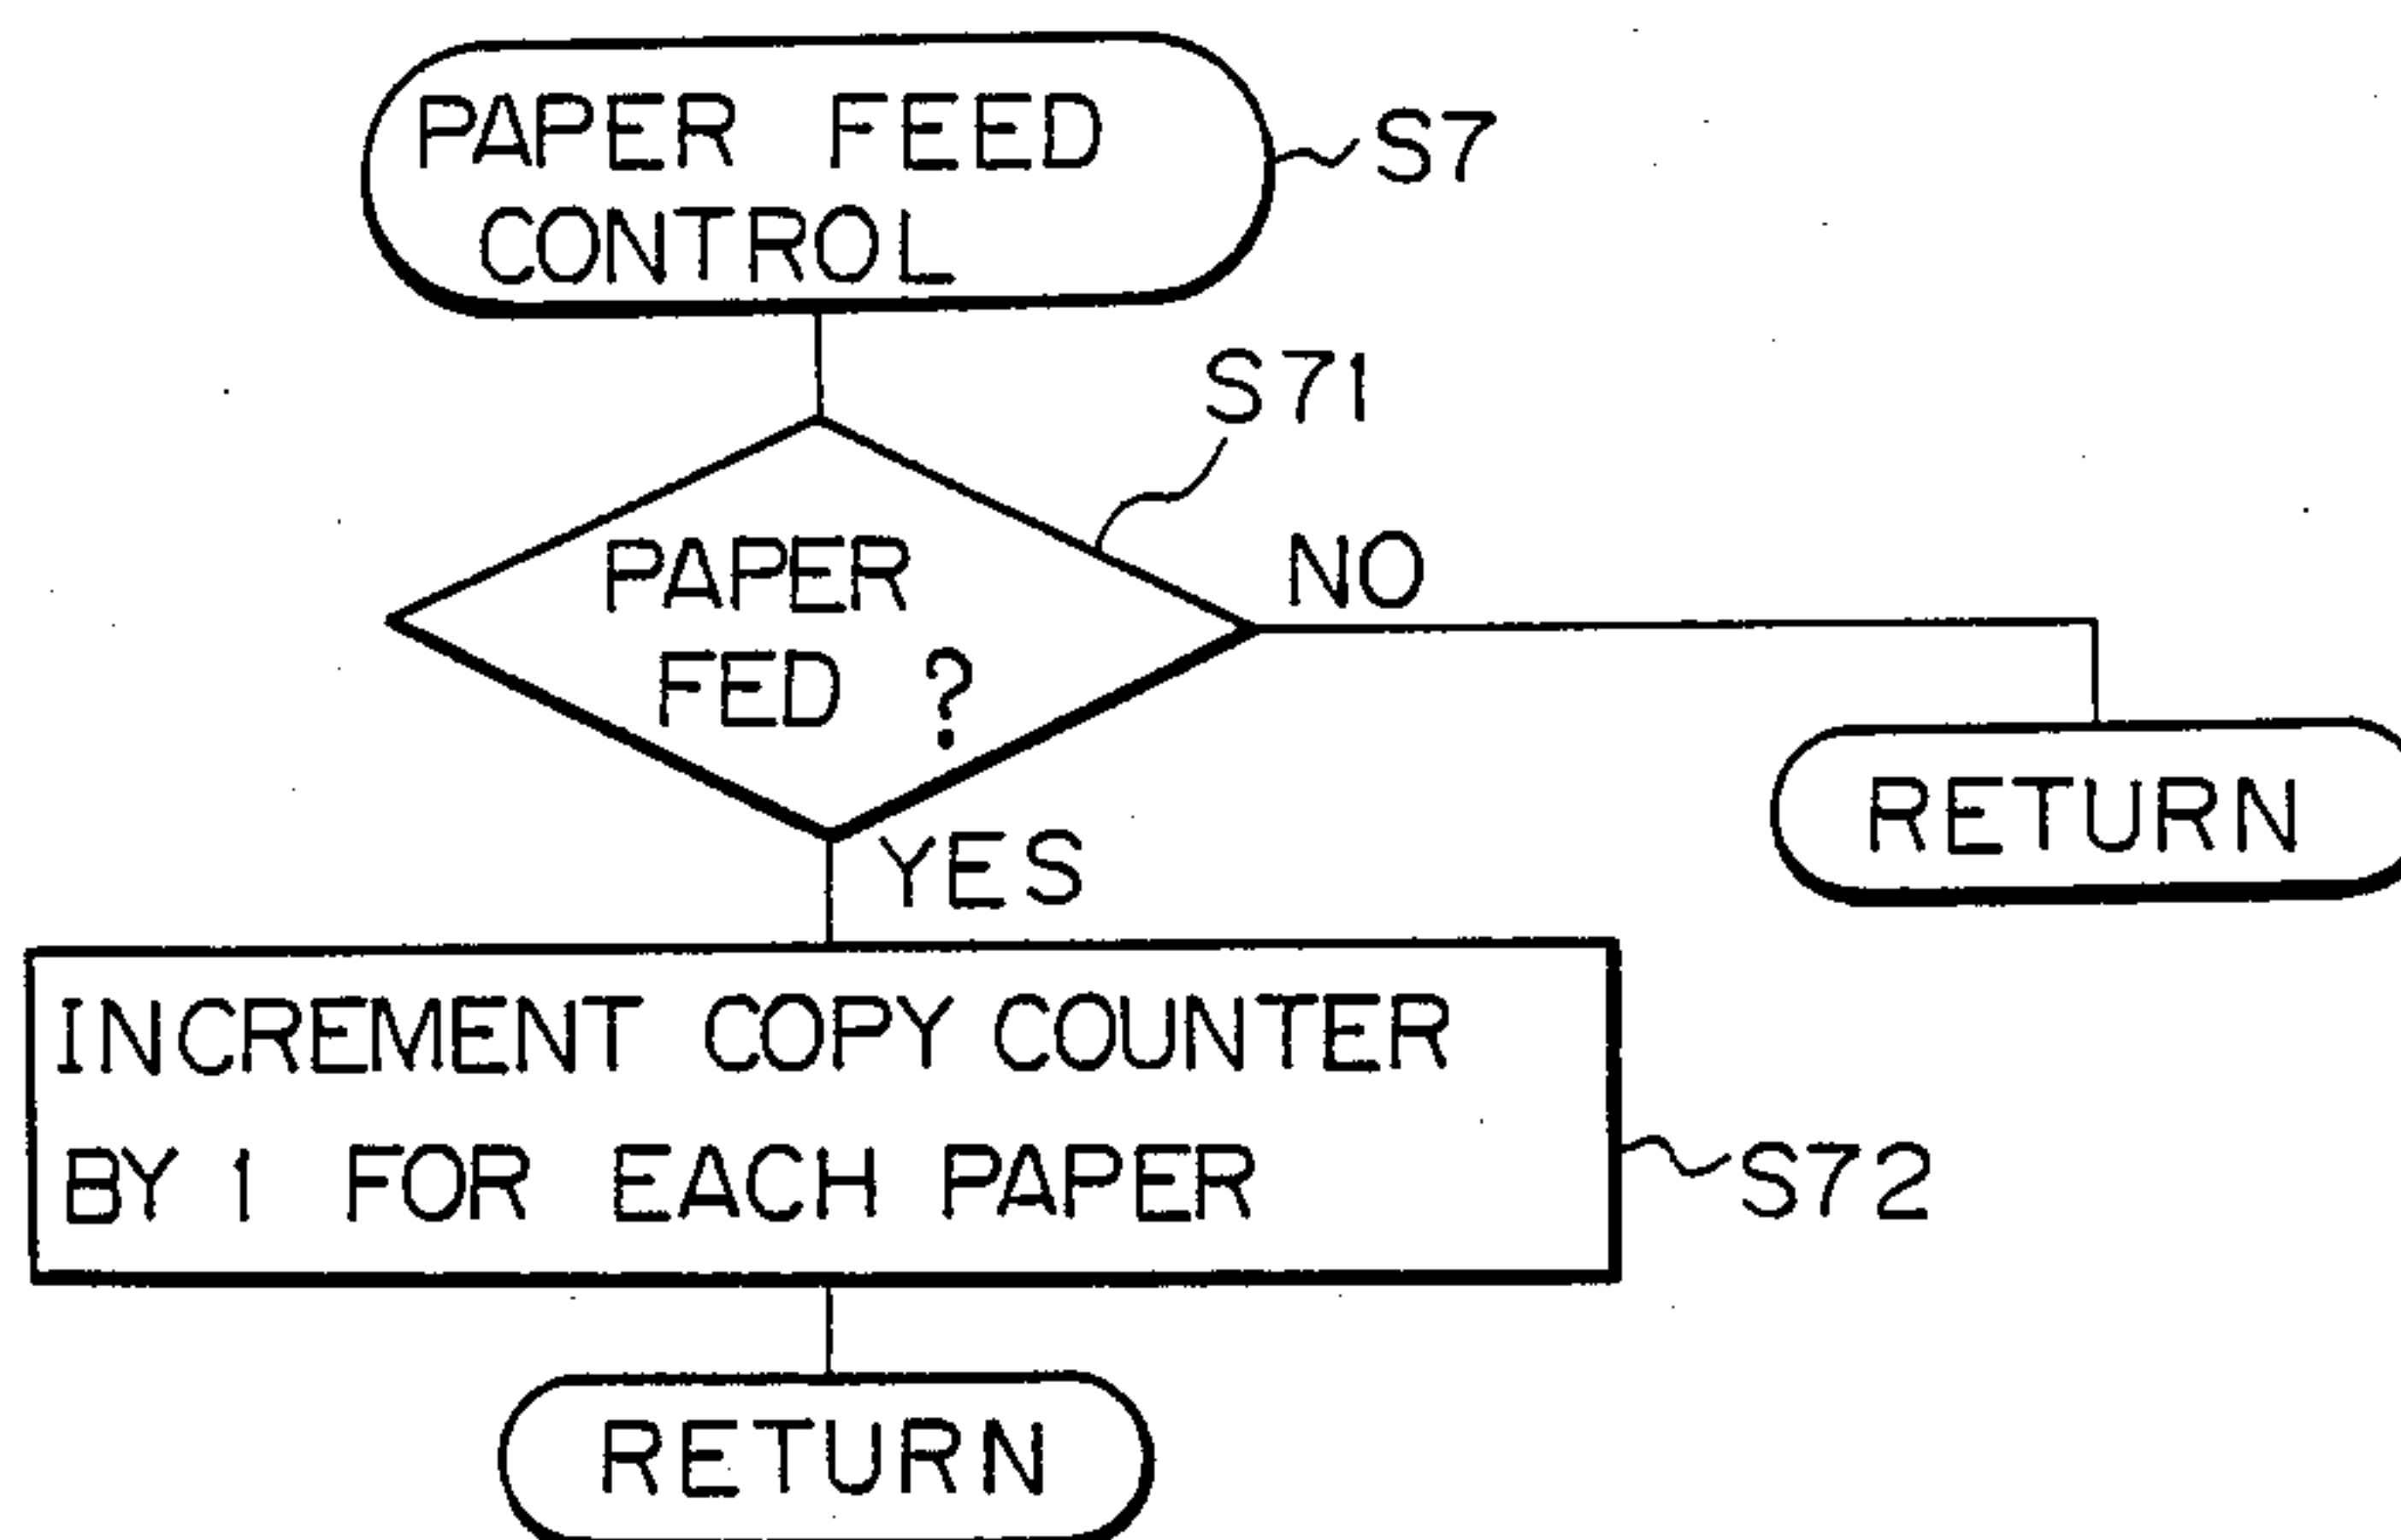 PAPER FEED
CONTROL
S7
S71
PAPER
FED ?
NO
YES
RETURN
INCREMENT COPY COUNTER
BY 1 FOR EACH PAPER
S72
RETURN